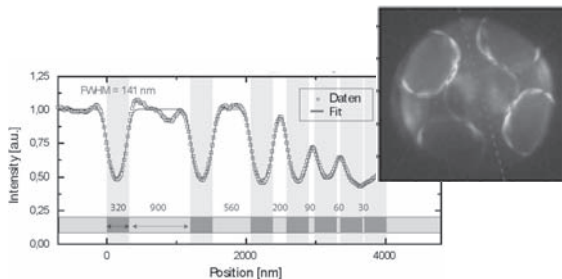 1,25
1,00
0,75
0,50
0,25
0,00
Intensity [a.u.]
FWHM = 141 nm
Daten
Fit
320 900 560 200 90 60 30
0 2000 4000
Position [nm]